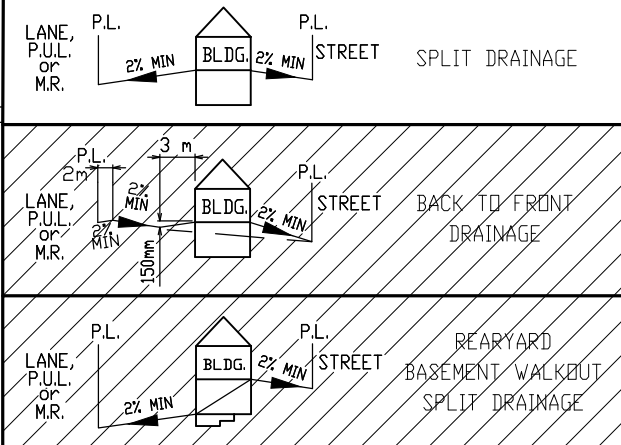 P.L.
P.L.
LANE,
P.U.L.
or
M.R.
2% MIN
BLDG.
2% MIN
STREET
SPLIT DRAINAGE
3 m
P.L.
2m
P.L.
LANE,
P.U.L.
or
M.R.
2%
MIN
2%
MIN
150mm
BLDG.
2% MIN
STREET
BACK TO FRONT
DRAINAGE
P.L.
P.L.
LANE,
P.U.L.
or
M.R.
2% MIN
BLDG.
2% MIN
STREET
REARYARD
BASEMENT WALKOUT
SPLIT DRAINAGE